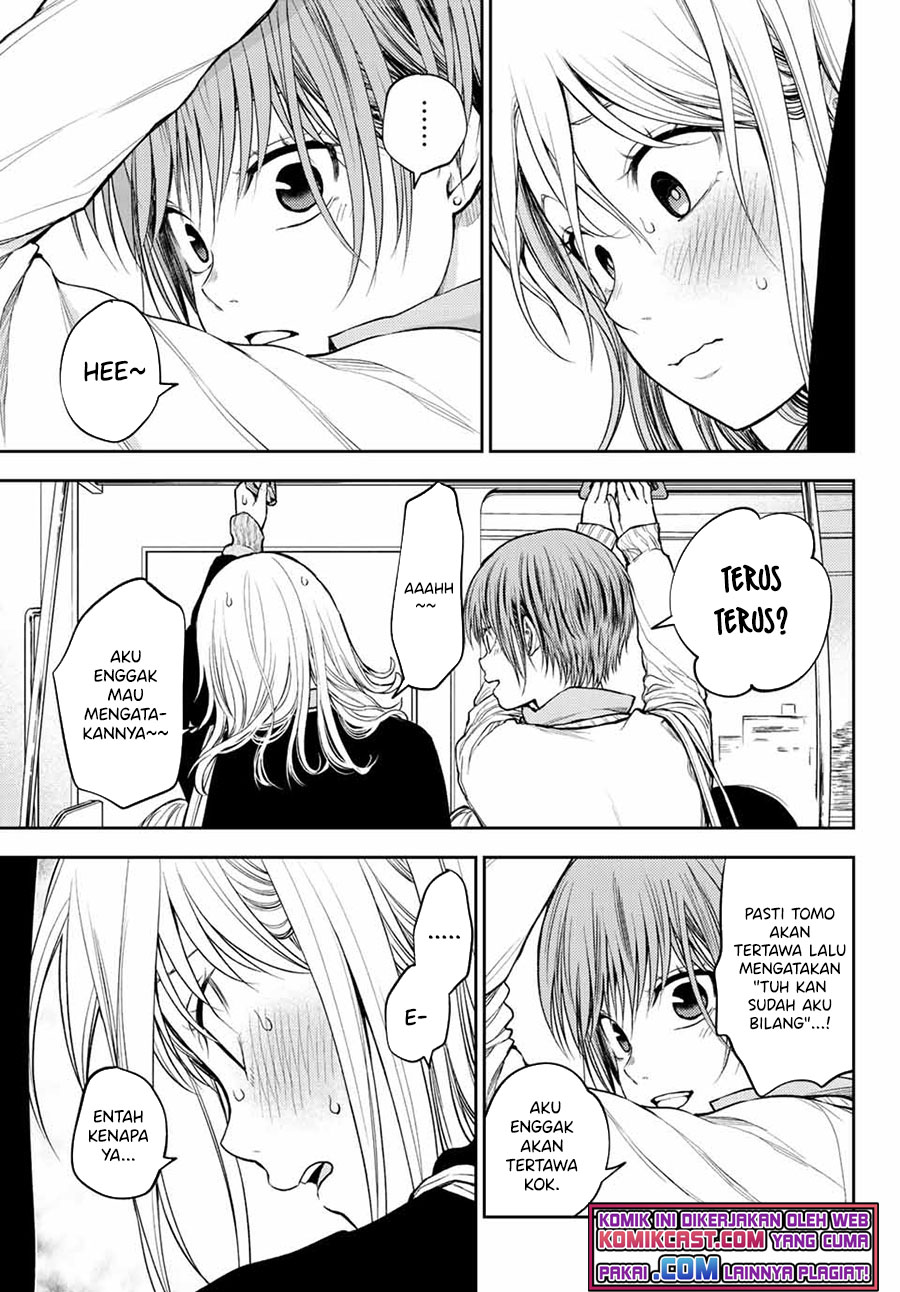 ......
HEE~
TERUS
TERUS?
AAAHH
~~
AKU
ENGGAK
MAU
MENGATA-
KANNYA~~
PASTI TOMO
AKAN
TERTAWA LALU
MENGATAKAN
"TUH KAN
SUDAH AKU
BILANG"...!
AKU
ENGGAK
AKAN
TERTAWA
KOK.
......
E-
ENTAH
KENAPA
YA...
KOMIK INI DIKERJAKAN OLEH WEB
KOMIKCAST.COM YANG CUMA
PAKAI .COM LAINNYA PLAGIAT!